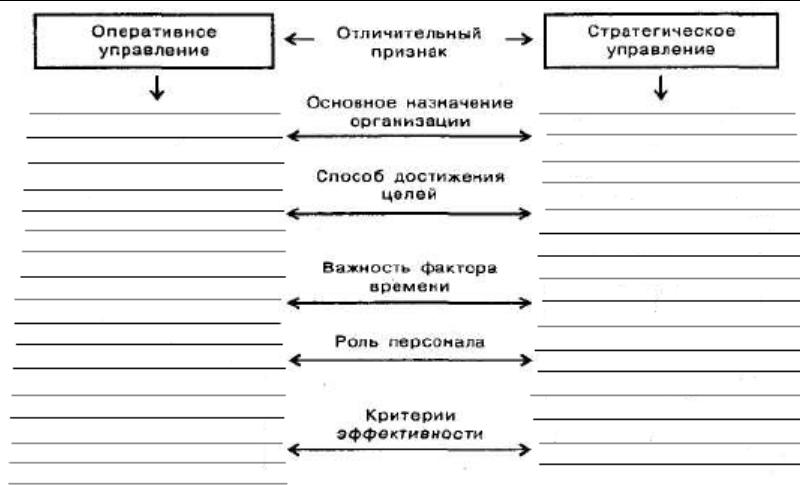 Оперативное
управление
Отличительный
признак
Стратегическое
управление
Основное назначение
организации
Способ достижения
целей
Важность фактора
времени
Роль персонала
Критерии
эффективности